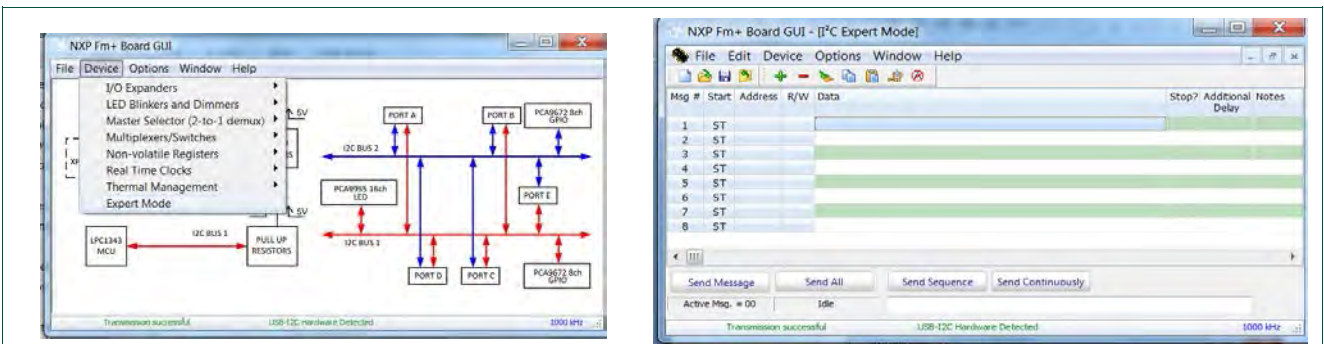 NXP Fm+ Board GUI
File Device Options Window Help
I/O Expanders
LED Blinkers and Dimmers
Master Selector (2-to-1 demux)
Multiplexers/Switches
Non-volatile Registers
Real Time Clocks
Thermal Management
Expert Mode
5V
5V
LPC1343
MCU
I2C BUS 1
PULL UP
RESISTORS
PORT A
PORT B
PCA9672 8ch
GPIO
I2C BUS 2
PCA9955 16ch
LED
PORT E
I2C BUS 1
PORT D
PORT C
PCA9672 8ch
GPIO
Transmission successful USB-I2C Hardware Detected 1000 kHz
NXP Fm+ Board GUI - [I²C Expert Mode]
File Edit Device Options Window Help
Msg # Start Address R/W Data Stop? Additional Notes
Delay
1 ST
2 ST
3 ST
4 ST
5 ST
6 ST
7 ST
8 ST
Send Message Send All Send Sequence Send Continuously
Active Msg. = 00 Idle
Transmission successful USB-I2C Hardware Detected 1000 kHz